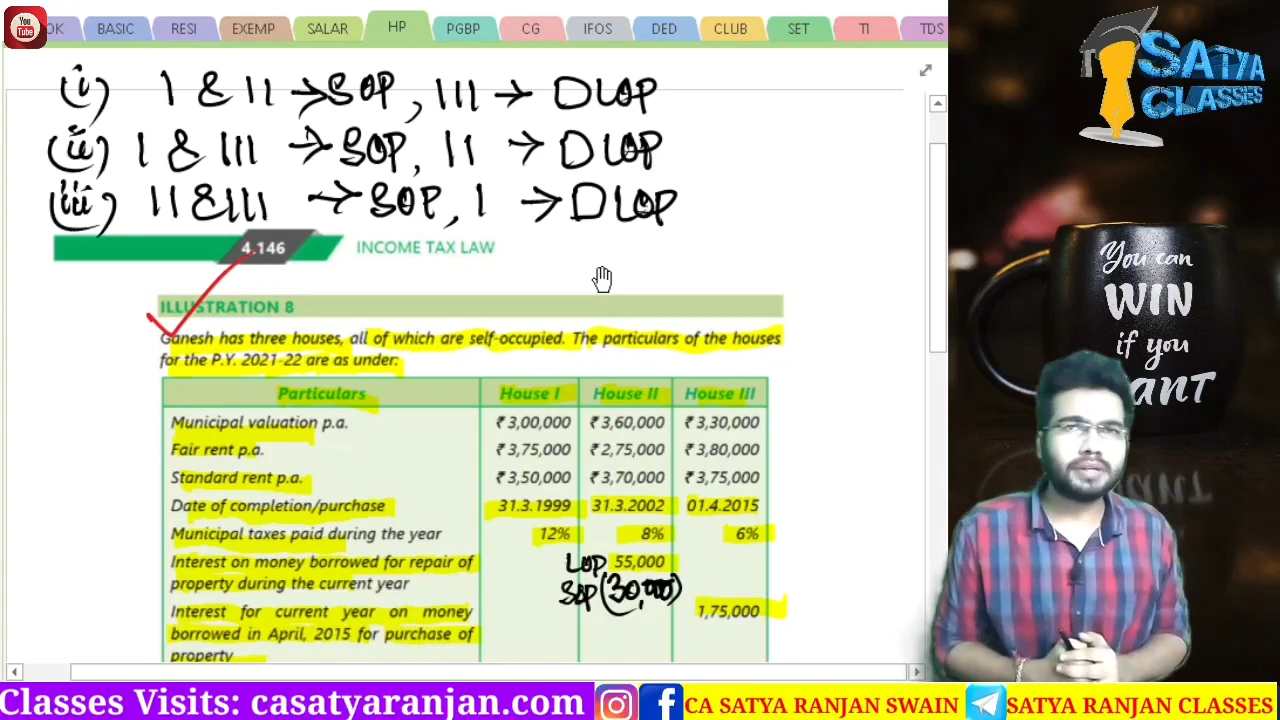 You Tube
OK BASIC RESI EXEMP SALAR HP PGBP CG IFOS DED CLUB SET TI TDS
SATYA
CLASSES
(i) I & II → SOP, III → DLOP
(ii) I & III → SOP, II → DLOP
(iii) II & III → SOP, I → DLOP
4.146 INCOME TAX LAW
You can
WIN
if you
WANT
ILLUSTRATION 8
Ganesh has three houses, all of which are self-occupied. The particulars of the houses
for the P.Y. 2021-22 are as under:
Particulars House I House II House III
Municipal valuation p.a. ₹ 3,00,000 ₹ 3,60,000 ₹ 3,30,000
Fair rent p.a. ₹ 3,75,000 ₹ 2,75,000 ₹ 3,80,000
Standard rent p.a. ₹ 3,50,000 ₹ 3,70,000 ₹ 3,75,000
Date of completion/purchase 31.3.1999 31.3.2002 01.4.2015
Municipal taxes paid during the year 12% 8% 6%
Interest on money borrowed for repair of LOP 55,000
property during the current year SOP (30,000)
Interest for current year on money 1,75,000
borrowed in April, 2015 for purchase of
property
Classes Visits: casatyaranjan.com CA SATYA RANJAN SWAIN SATYA RANJAN CLASSES